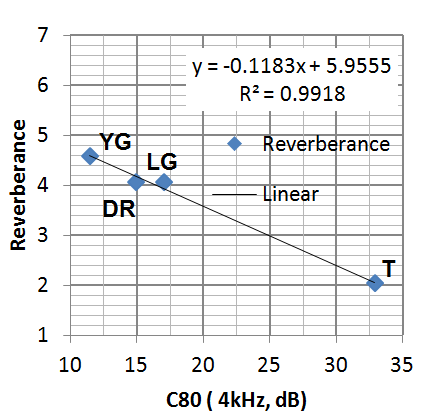 7
y = -0.1183x + 5.9555
6
R² = 0.9918
5
YG
Reverberance
LG
4
DR
Linear
3
T
2
1
10 15 20 25 30 35
Reverberance
C80 ( 4kHz, dB)